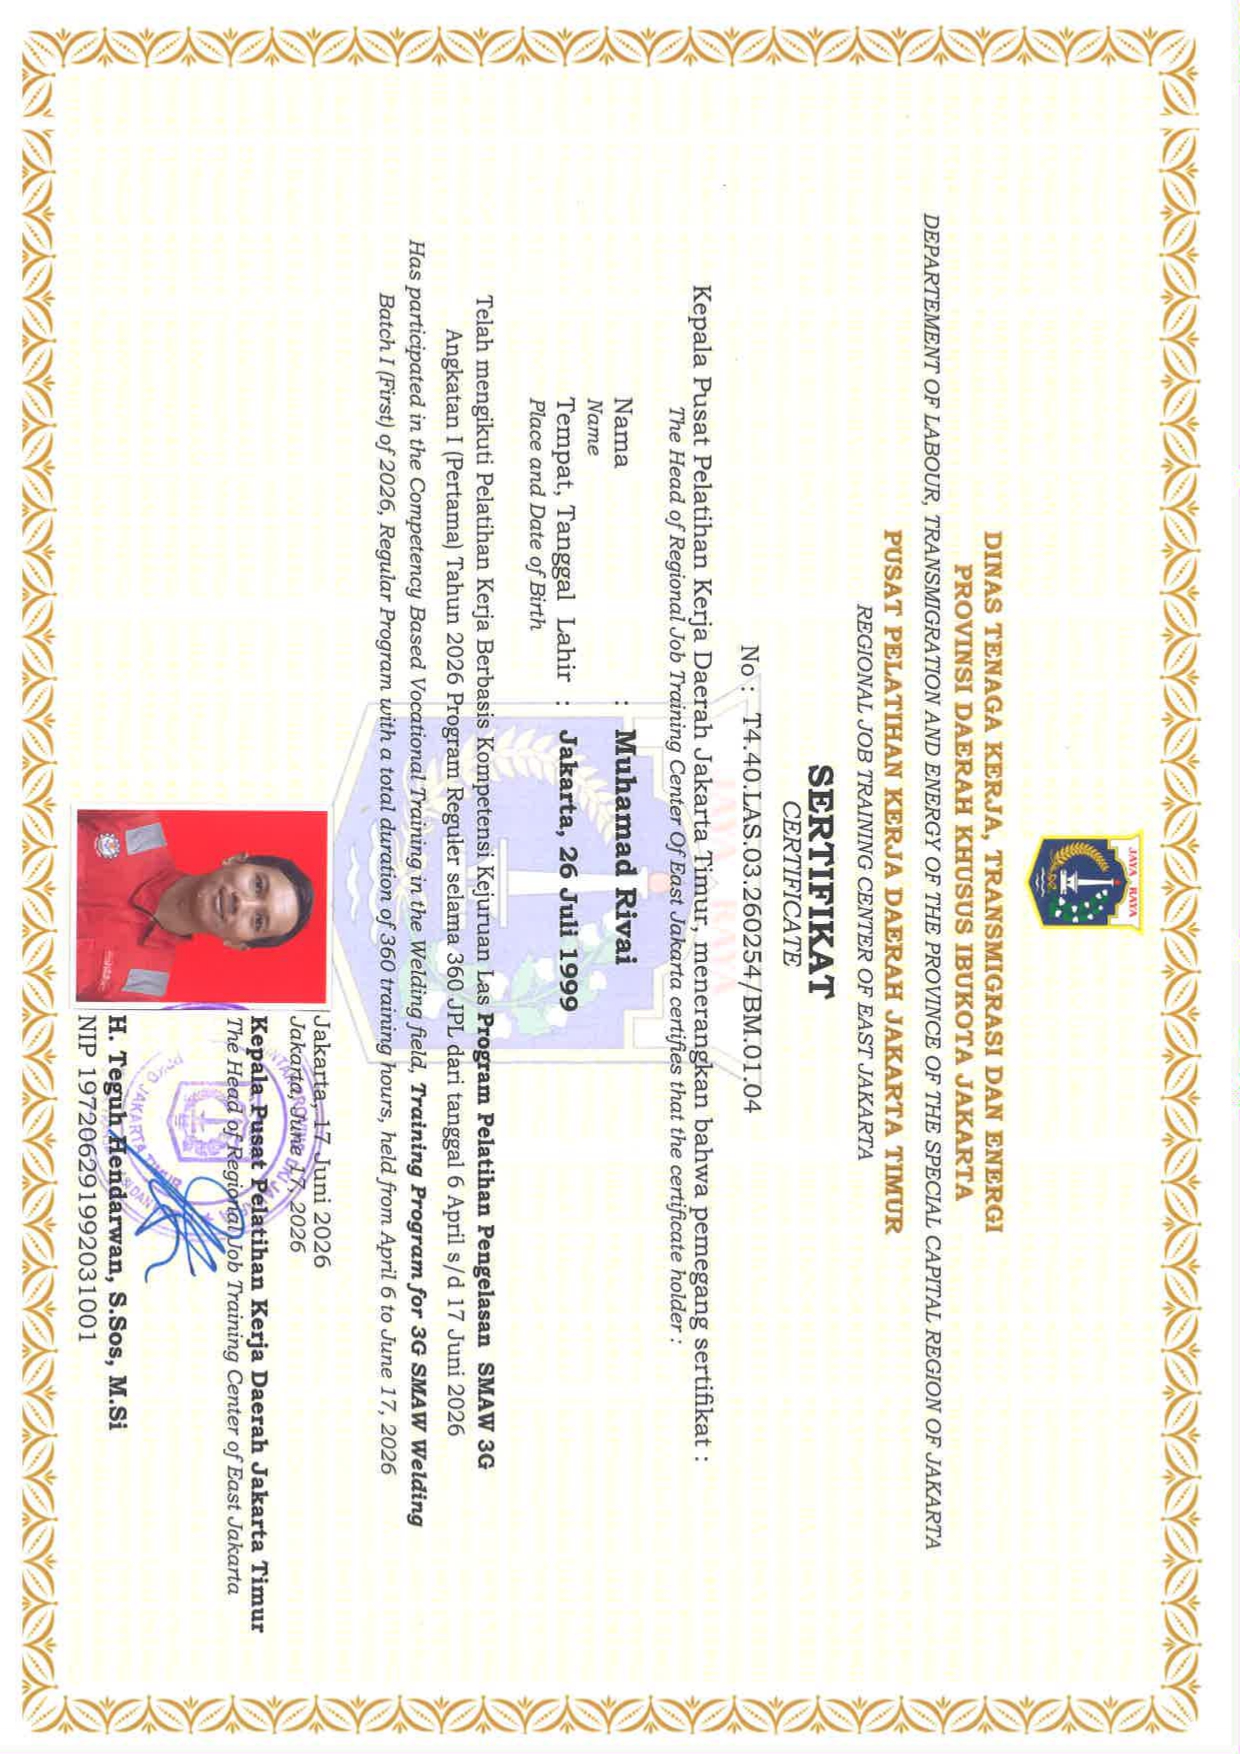 JAYA RAYA
DINAS TENAGA KERJA, TRANSMIGRASI DAN ENERGI
PROVINSI DAERAH KHUSUS IBUKOTA JAKARTA
DEPARTEMENT OF LABOUR, TRANSMIGRATION AND ENERGY OF THE PROVINCE OF THE SPECIAL CAPITAL REGION OF JAKARTA
PUSAT PELATIHAN KERJA DAERAH JAKARTA TIMUR
REGIONAL JOB TRAINING CENTER OF EAST JAKARTA
SERTIFIKAT
CERTIFICATE
No : T4.40.LAS.03.260254/BM.01.04
JAYA RAYA
Kepala Pusat Pelatihan Kerja Daerah Jakarta Timur, menerangkan bahwa pemegang sertifikat :
The Head of Regional Job Training Center Of East Jakarta certifies that the certificate holder :
Nama : Muhamad Rivai
Name
Tempat, Tanggal Lahir : Jakarta, 26 Juli 1999
Place and Date of Birth
Telah mengikuti Pelatihan Kerja Berbasis Kompetensi Kejuruan Las Program Pelatihan Pengelasan SMAW 3G
Angkatan I (Pertama) Tahun 2026 Program Reguler selama 360 JPL dari tanggal 6 April s/d 17 Juni 2026
Has participated in the Competency Based Vocational Training in the Welding field, Training Program for 3G SMAW Welding
Batch I (First) of 2026, Regular Program with a total duration of 360 training hours, held from April 6 to June 17, 2026
Jakarta, 17 Juni 2026
Jakarta, June 17, 2026
Kepala Pusat Pelatihan Kerja Daerah Jakarta Timur
The Head of Regional Job Training Center of East Jakarta
PPKD JAKARTA TIMUR
H. Teguh Hendarwan, S.Sos, M.Si
NIP 197206291992031001